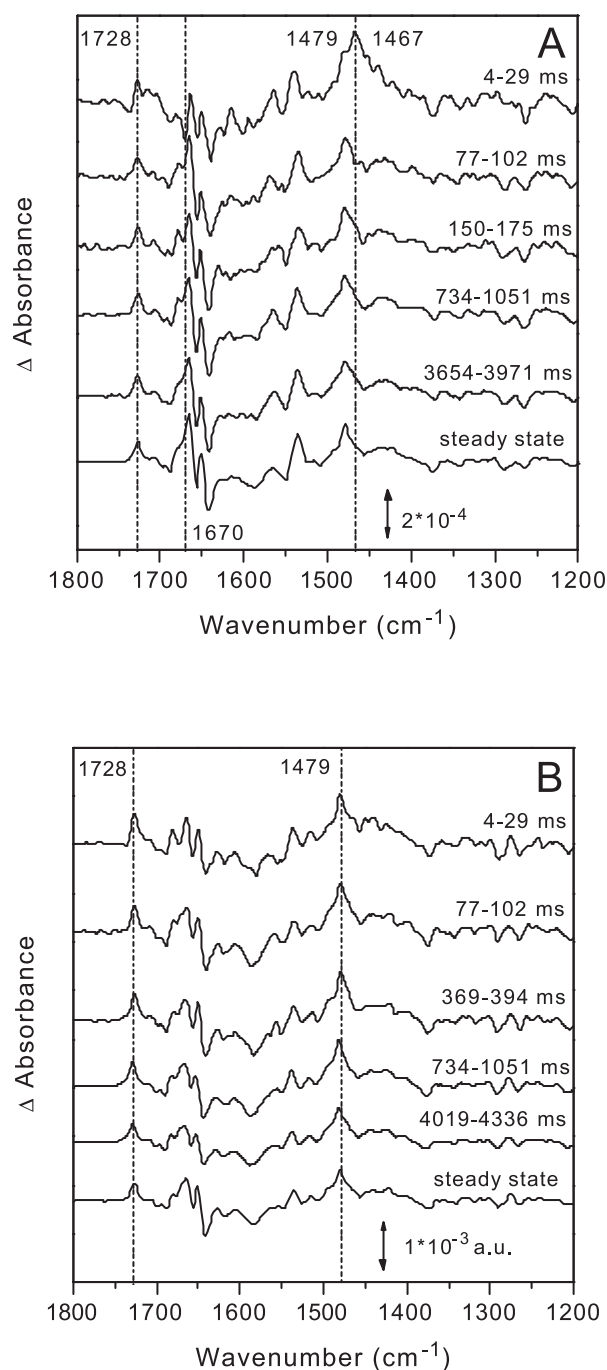 1728
1479
1467
A
4-29 ms
77-102 ms
150-175 ms
734-1051 ms
3654-3971 ms
steady state
2*10-4
1670
Δ Absorbance
1800 1700 1600 1500 1400 1300 1200
Wavenumber (cm-1)
1728
1479
B
4-29 ms
77-102 ms
369-394 ms
734-1051 ms
4019-4336 ms
steady state
1*10-3 a.u.
Δ Absorbance
1800 1700 1600 1500 1400 1300 1200
Wavenumber (cm-1)